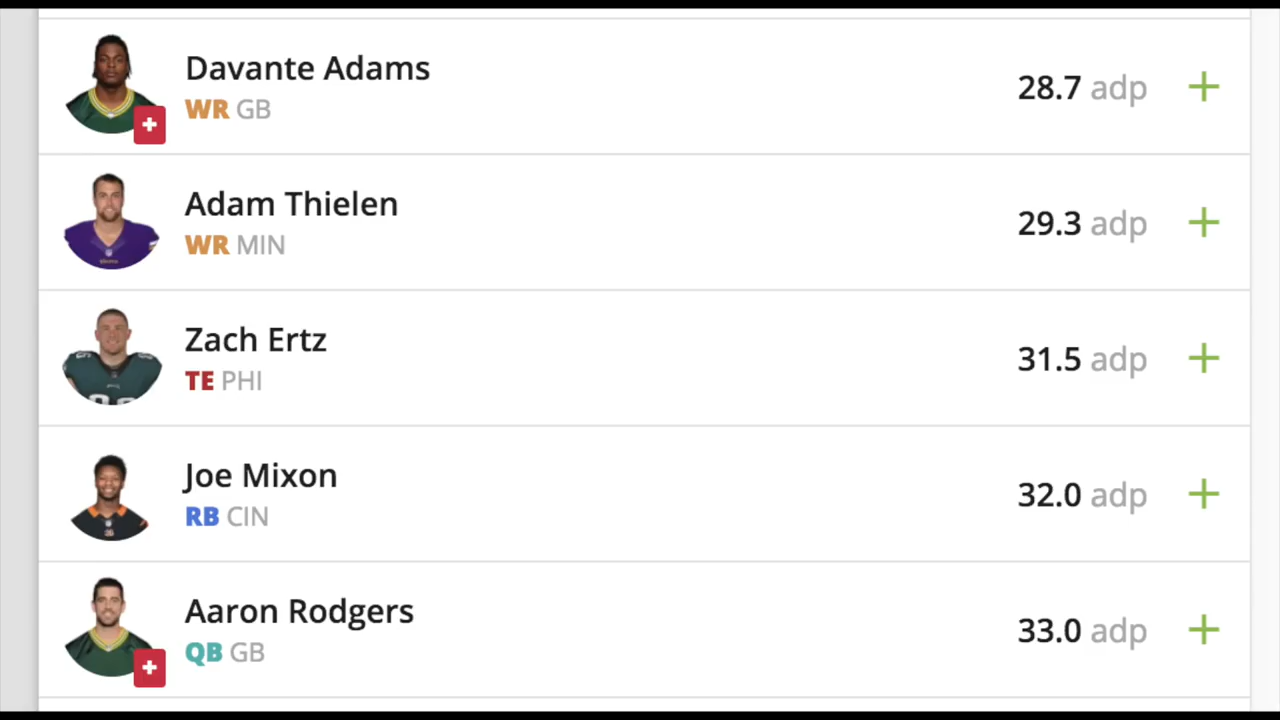 Davante Adams
WR GB
28.7 adp
Adam Thielen
WR MIN
29.3 adp
Zach Ertz
TE PHI
31.5 adp
Joe Mixon
RB CIN
32.0 adp
Aaron Rodgers
QB GB
33.0 adp